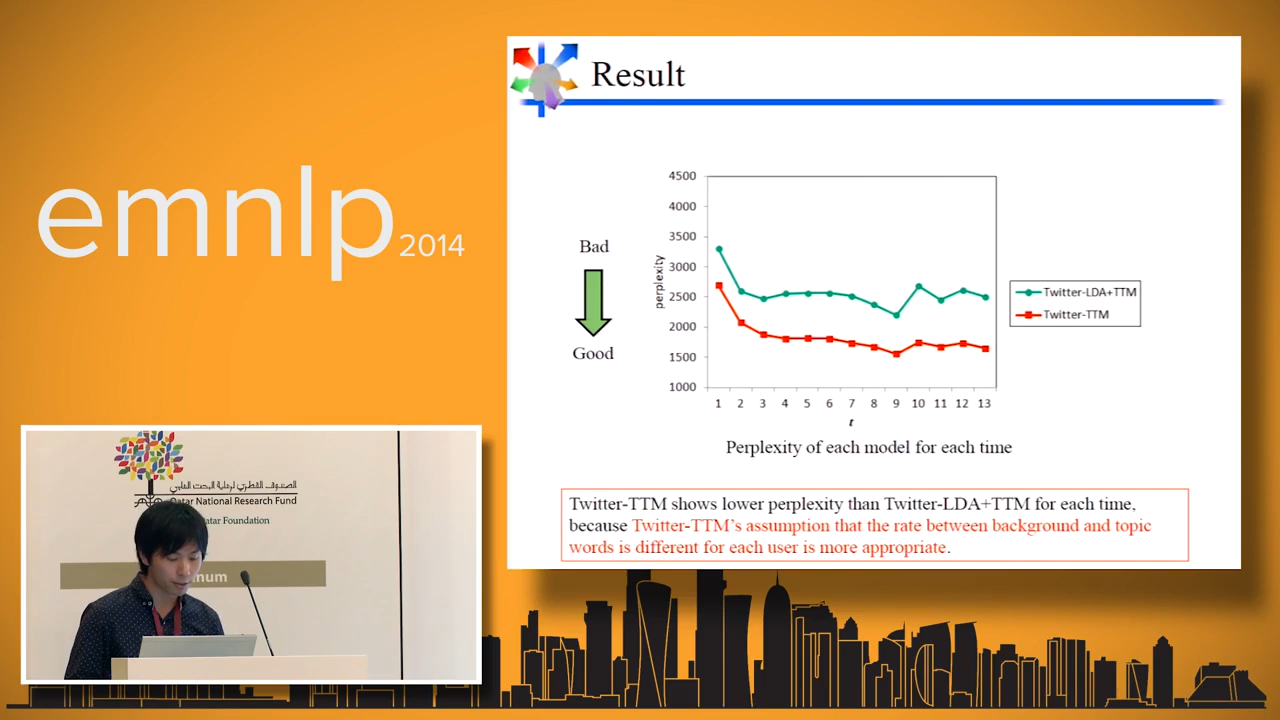 emnlp 2014
Result
4500
4000
3500
3000
2500
2000
1500
1000
perplexity
1 2 3 4 5 6 7 8 9 10 11 12 13
t
Bad
Good
Twitter-LDA+TTM
Twitter-TTM
Perplexity of each model for each time
Twitter-TTM shows lower perplexity than Twitter-LDA+TTM for each time,
because Twitter-TTM's assumption that the rate between background and topic
words is different for each user is more appropriate.
الصندوق القطري لرعاية البحث العلمي
Qatar National Research Fund
Qatar Foundation